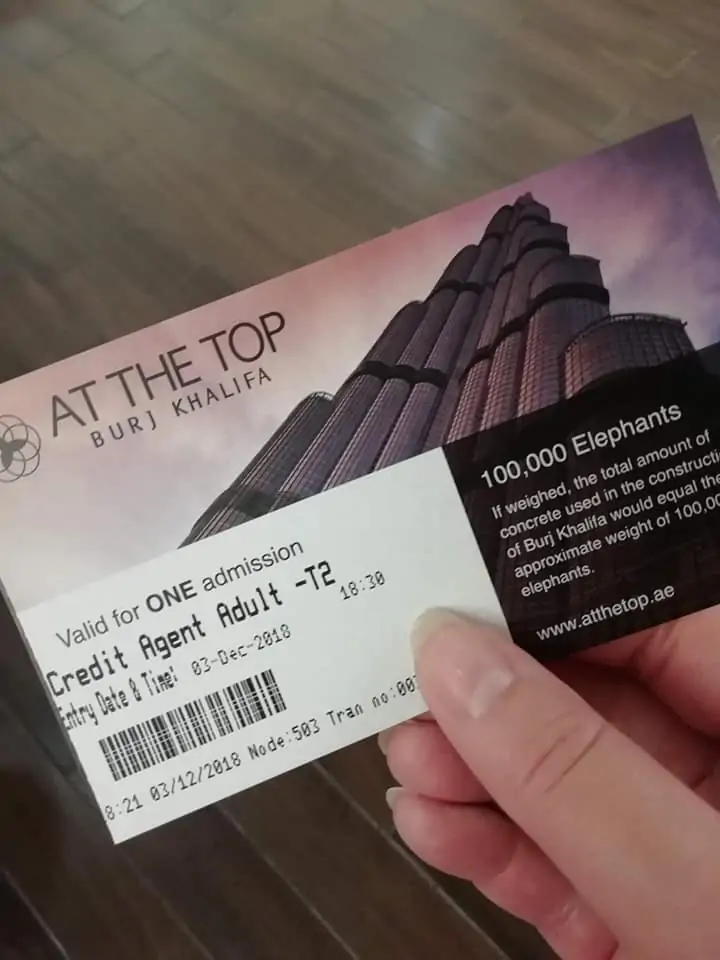 AT THE TOP
BURJ KHALIFA
100,000 Elephants
If weighed, the total amount of
concrete used in the constructi
of Burj Khalifa would equal the
approximate weight of 100,00
elephants.
www.atthetop.ae
Valid for ONE admission
Credit Agent Adult -T2
Entry Date & Time: 03-Dec-2018 18:30
8:21 03/12/2018 Node:503 Tran no:00